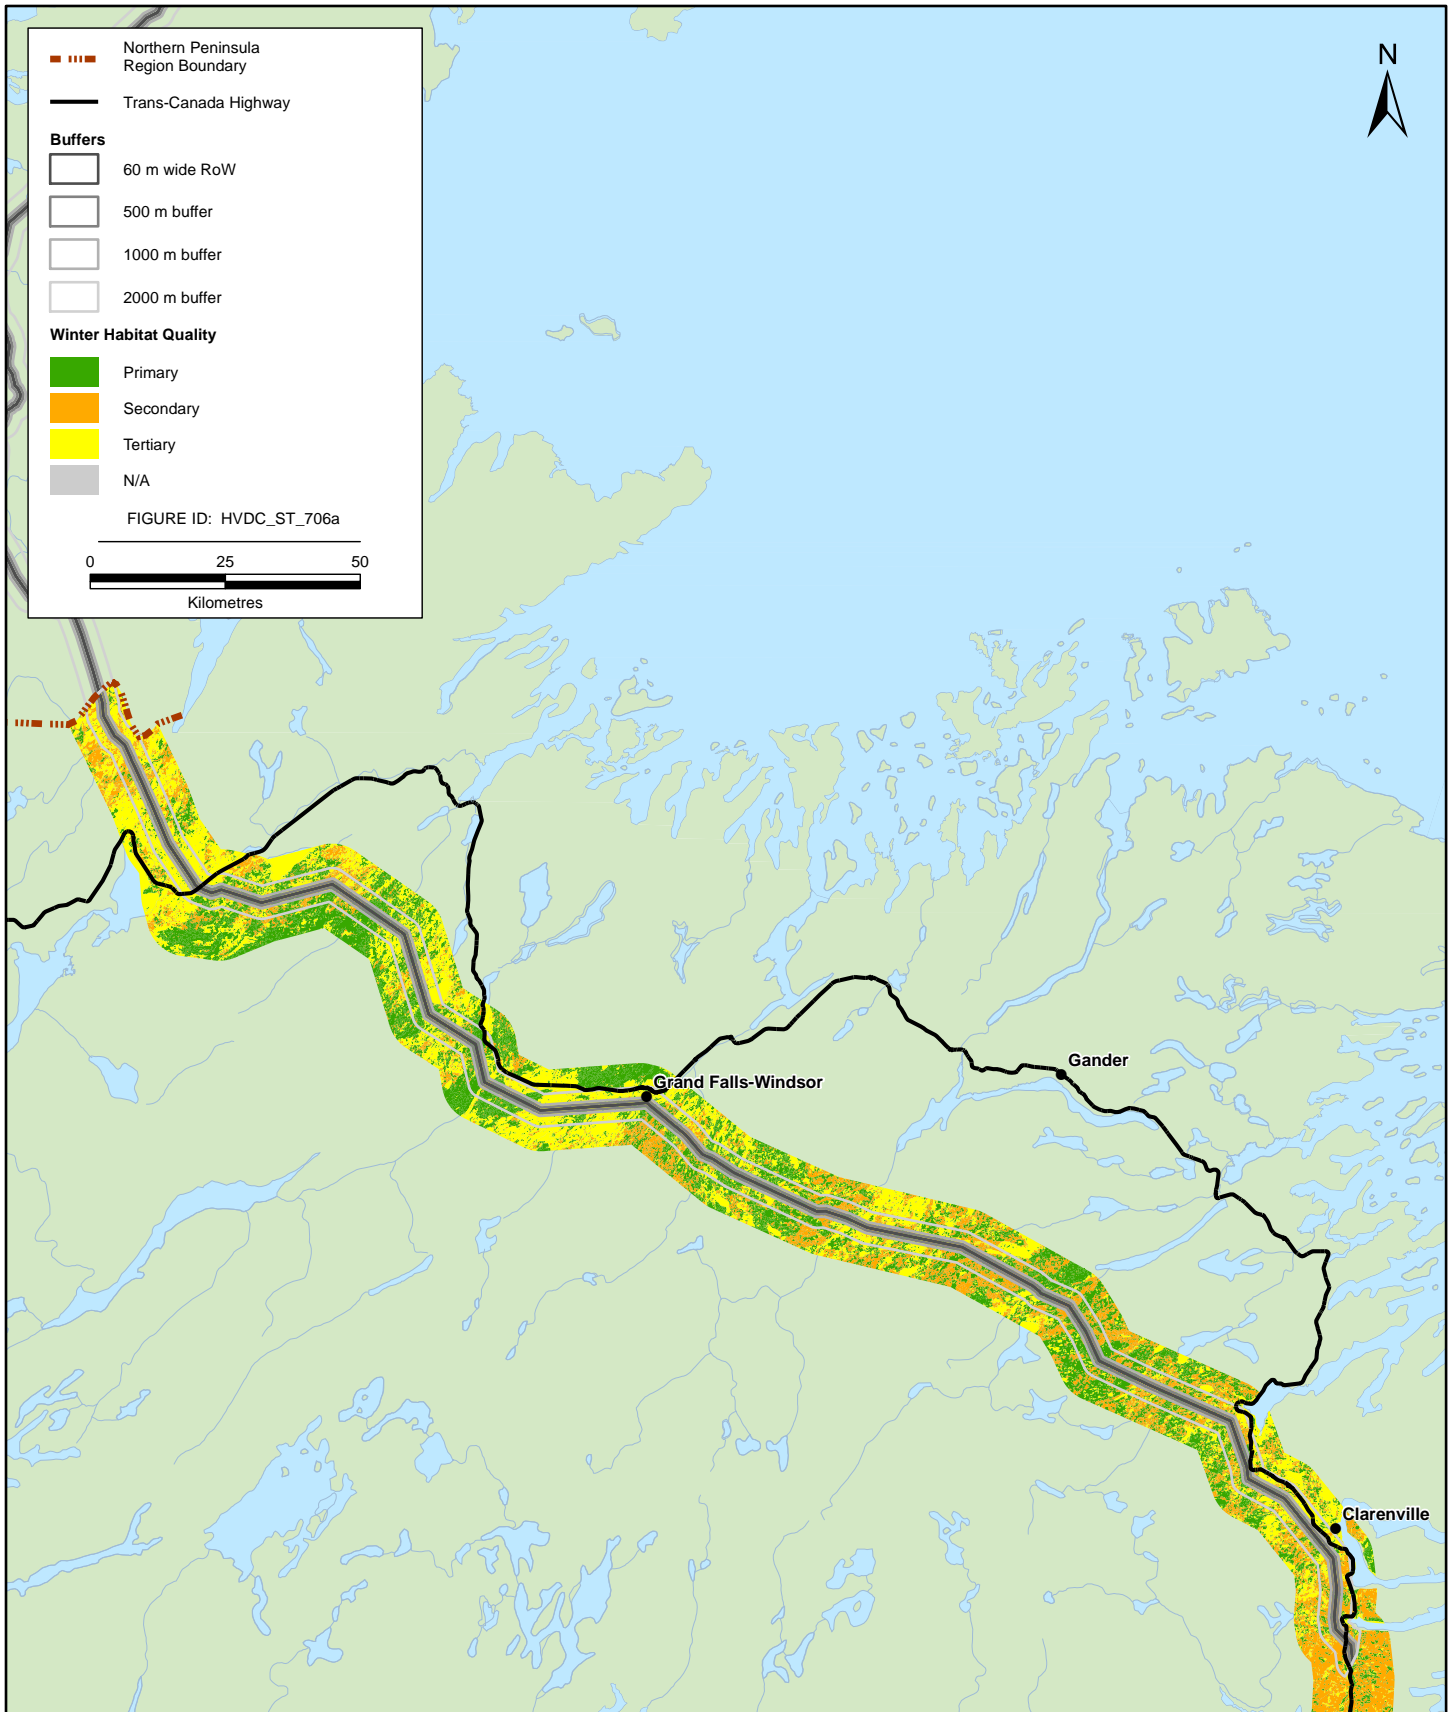 Northern Peninsula
Region Boundary
Trans-Canada Highway
Buffers
60 m wide RoW
500 m buffer
1000 m buffer
2000 m buffer
Winter Habitat Quality
Primary
Secondary
Tertiary
N/A
FIGURE ID: HVDC_ST_706a
0 25 50
Kilometres
N
Gander
Grand Falls-Windsor
Clarenville